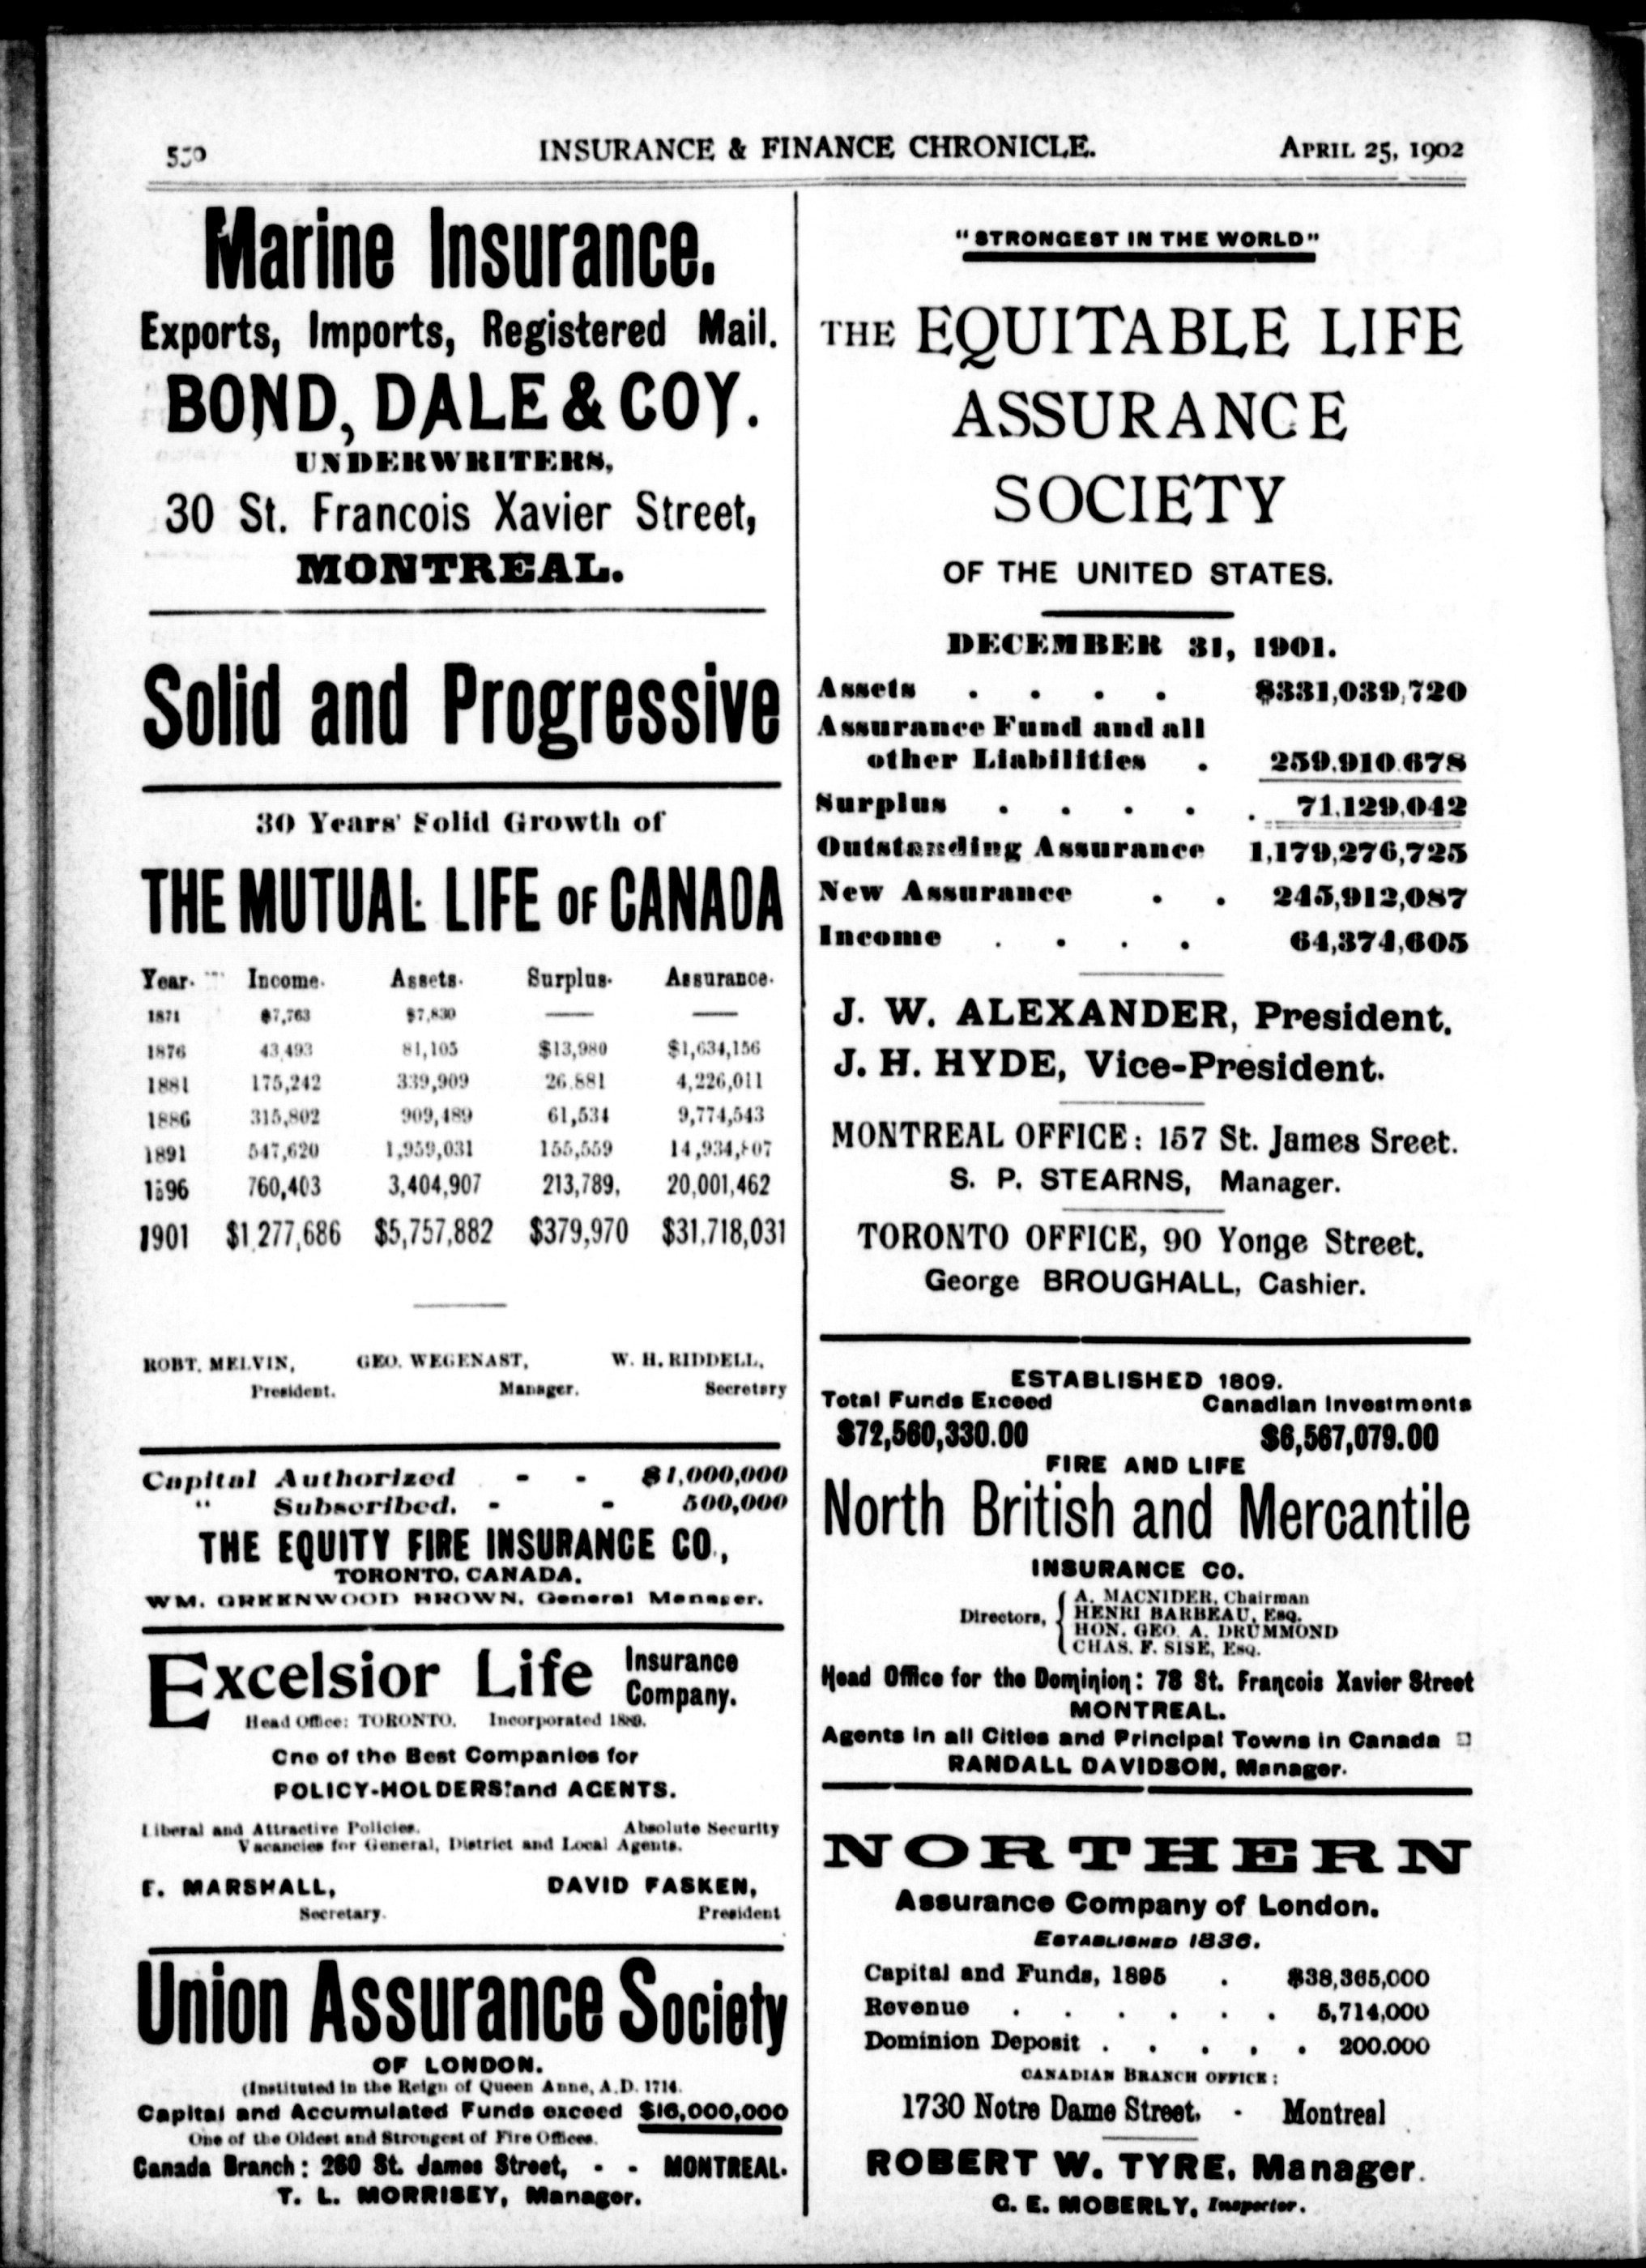 INSURANCE & FINANCE CHRONICLE. APRIL 25, 1902
Marine Insurance.
Exports, Imports, Registered Mail.
BOND, DALE & COY.
UNDERWRITERS,
30 St. Francois Xavier Street,
MONTREAL.
Solid and Progressive
30 Years' Solid Growth of
THE MUTUAL LIFE OF CANADA
Year. Income. Assets. Surplus. Assurance.
1871 $7,763 $7,830 — —
1876 43,493 81,105 $13,980 $1,634,156
1881 175,242 339,909 26.881 4,226,011
1886 315,802 909,489 61,534 9,774,543
1891 547,620 1,959,031 155,559 14,934,807
1896 760,403 3,404,907 213,789. 20,001,462
1901 $1,277,686 $5,757,882 $379,970 $31,718,031
ROBT. MELVIN, GEO. WEGENAST, W. H. RIDDELL,
President. Manager. Secretary
Capital Authorized - - $1,000,000
" Subscribed. - - 500,000
THE EQUITY FIRE INSURANCE CO.,
TORONTO, CANADA.
WM. GREENWOOD BROWN, General Manager.
Excelsior Life Insurance Company.
Head Office: TORONTO. Incorporated 1889.
One of the Best Companies for
POLICY-HOLDERS and AGENTS.
Liberal and Attractive Policies. Absolute Security
Vacancies for General, District and Local Agents.
E. MARSHALL, DAVID FASKEN,
Secretary. President
Union Assurance Society
OF LONDON.
(Instituted in the Reign of Queen Anne, A.D. 1714.
Capital and Accumulated Funds exceed $16,000,000
One of the Oldest and Strongest of Fire Offices.
Canada Branch: 260 St. James Street, - - MONTREAL.
T. L. MORRISEY, Manager.
"STRONGEST IN THE WORLD"
THE EQUITABLE LIFE
ASSURANCE
SOCIETY
OF THE UNITED STATES.
DECEMBER 31, 1901.
Assets . . . . $331,039,720
Assurance Fund and all
other Liabilities . 259,910,678
Surplus . . . . . 71,129,042
Outstanding Assurance 1,179,276,725
New Assurance . . 245,912,087
Income . . . . 64,374,605
J. W. ALEXANDER, President.
J. H. HYDE, Vice-President.
MONTREAL OFFICE: 157 St. James Sreet.
S. P. STEARNS, Manager.
TORONTO OFFICE, 90 Yonge Street.
George BROUGHALL, Cashier.
ESTABLISHED 1809.
Total Funds Exceed Canadian Investments
$72,560,330.00 $6,567,079.00
FIRE AND LIFE
North British and Mercantile
INSURANCE CO.
Directors, A. MACNIDER, Chairman
HENRI BARBEAU, Esq.
HON. GEO. A. DRUMMOND
CHAS. F. SISE, Esq.
Head Office for the Dominion: 78 St. François Xavier Street
MONTREAL.
Agents in all Cities and Principal Towns in Canada
RANDALL DAVIDSON, Manager.
NORTHERN
Assurance Company of London.
ESTABLISHED 1836.
Capital and Funds, 1895 . $38,365,000
Revenue . . . . . . 5,714,000
Dominion Deposit . . . . . 200.000
CANADIAN BRANCH OFFICE:
1730 Notre Dame Street, - Montreal
ROBERT W. TYRE, Manager.
G. E. MOBERLY, Inspector.